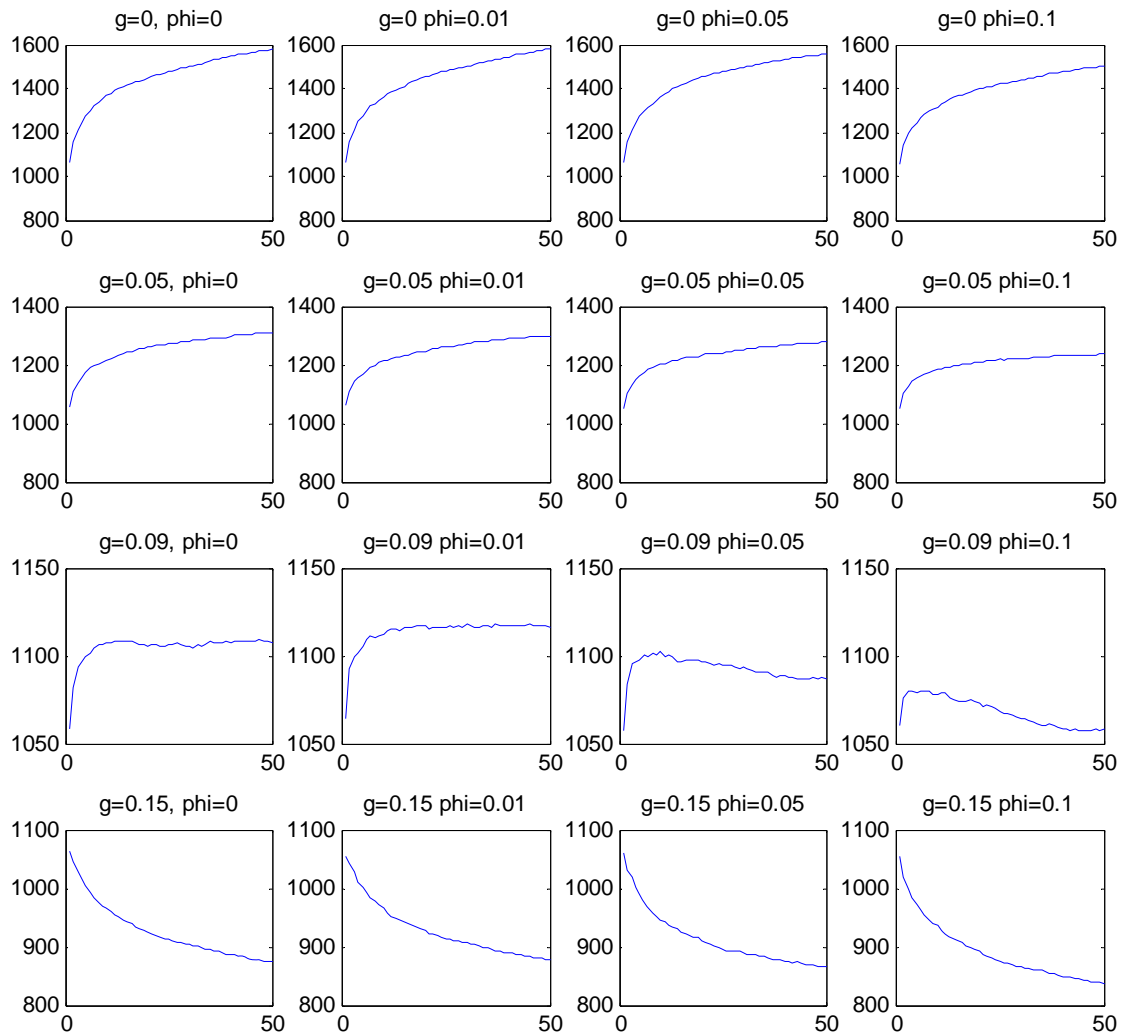 g=0, phi=0 g=0 phi=0.01 g=0 phi=0.05 g=0 phi=0.1
1600 1600 1600 1600
1400 1400 1400 1400
1200 1200 1200 1200
1000 1000 1000 1000
800 800 800 800
0 50 0 50 0 50 0 50
g=0.05, phi=0 g=0.05 phi=0.01 g=0.05 phi=0.05 g=0.05 phi=0.1
1400 1400 1400 1400
1200 1200 1200 1200
1000 1000 1000 1000
800 800 800 800
0 50 0 50 0 50 0 50
g=0.09, phi=0 g=0.09 phi=0.01 g=0.09 phi=0.05 g=0.09 phi=0.1
1150 1150 1150 1150
1100 1100 1100 1100
1050 1050 1050 1050
0 50 0 50 0 50 0 50
g=0.15, phi=0 g=0.15 phi=0.01 g=0.15 phi=0.05 g=0.15 phi=0.1
1100 1100 1100 1100
1000 1000 1000 1000
900 900 900 900
800 800 800 800
0 50 0 50 0 50 0 50